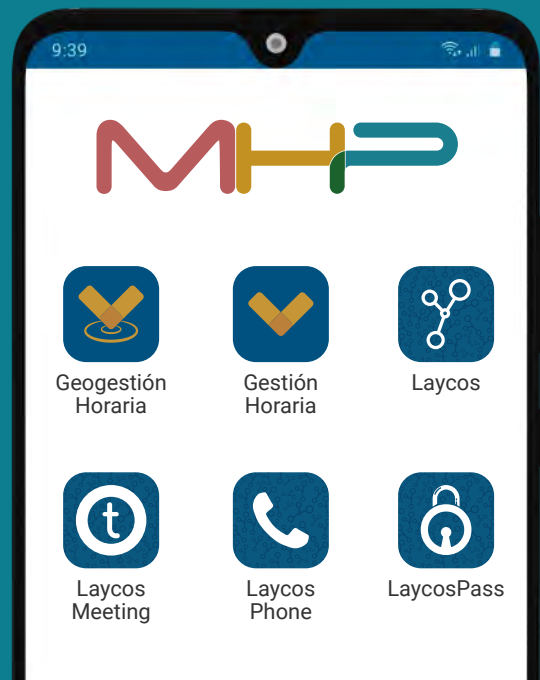 9:39
MHP
Geogestión
Horaria
Gestión
Horaria
Laycos
t
Laycos
Meeting
Laycos
Phone
LaycosPass